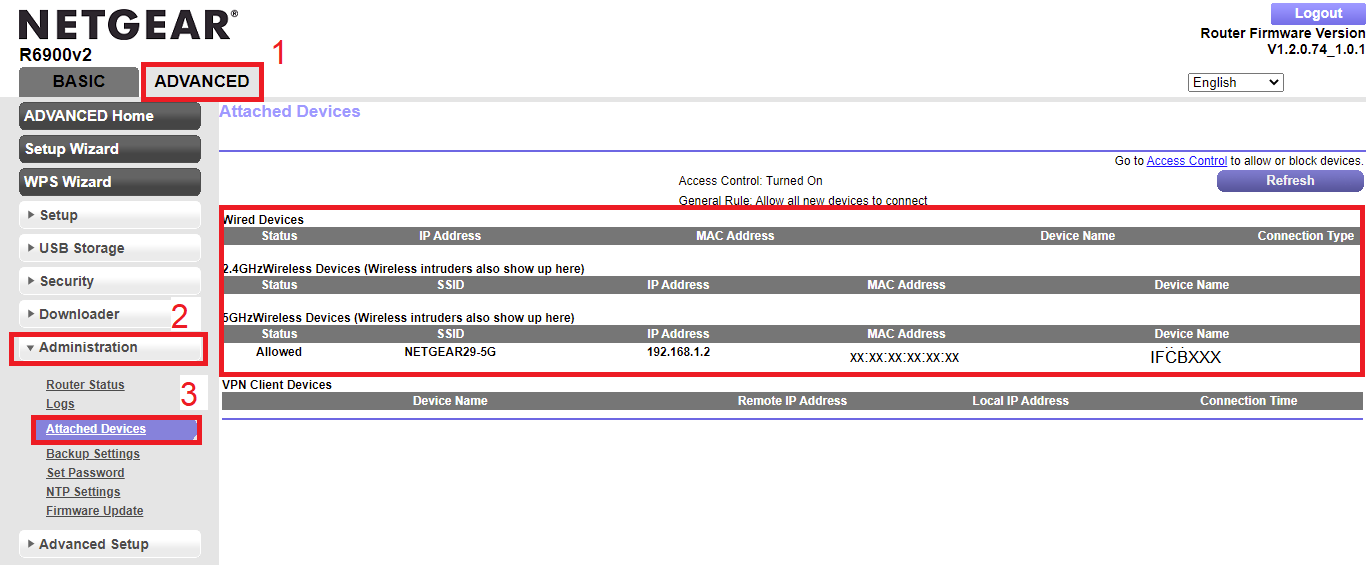 NETGEAR®
R6900v2
Logout
Router Firmware Version
V1.2.0.74_1.0.1
1
BASIC
ADVANCED
English
ADVANCED Home
Setup Wizard
WPS Wizard
Setup
USB Storage
Security
Downloader
2
Administration
Router Status
3
Logs
Attached Devices
Backup Settings
Set Password
NTP Settings
Firmware Update
Advanced Setup
Attached Devices
Go to Access Control to allow or block devices.
Access Control: Turned On
Refresh
General Rule: Allow all new devices to connect
Wired Devices
Status IP Address MAC Address Device Name Connection Type
2.4GHzWireless Devices (Wireless intruders also show up here)
Status SSID IP Address MAC Address Device Name
5GHzWireless Devices (Wireless intruders also show up here)
Status SSID IP Address MAC Address Device Name
Allowed NETGEAR29-5G 192.168.1.2 xx:xx:xx:xx:xx:xx IFCBXXX
VPN Client Devices
Device Name Remote IP Address Local IP Address Connection Time